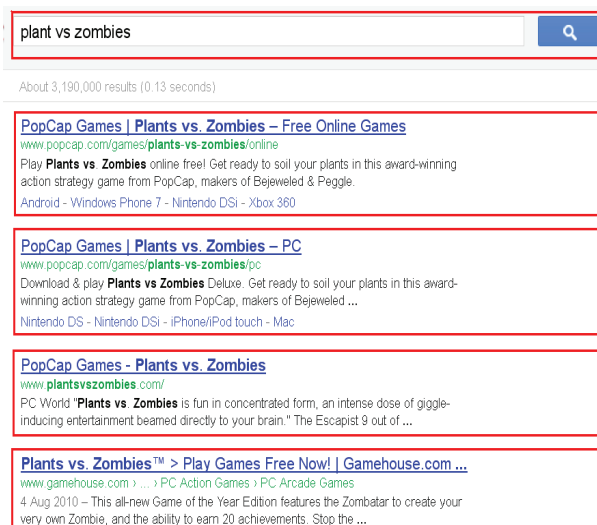 plant vs zombies
About 3,190,000 results (0.13 seconds)
PopCap Games | Plants vs. Zombies – Free Online Games
www.popcap.com/games/plants-vs-zombies/online
Play Plants vs. Zombies online free! Get ready to soil your plants in this award-winning
action strategy game from PopCap, makers of Bejeweled & Peggle.
Android - Windows Phone 7 - Nintendo DSi - Xbox 360
PopCap Games | Plants vs. Zombies – PC
www.popcap.com/games/plants-vs-zombies/pc
Download & play Plants vs Zombies Deluxe. Get ready to soil your plants in this award-
winning action strategy game from PopCap, makers of Bejeweled ...
Nintendo DS - Nintendo DSi - iPhone/iPod touch - Mac
PopCap Games - Plants vs. Zombies
www.plantsvszombies.com/
PC World "Plants vs. Zombies is fun in concentrated form, an intense dose of giggle-
inducing entertainment beamed directly to your brain." The Escapist 9 out of ...
Plants vs. Zombies™ > Play Games Free Now! | Gamehouse.com ...
www.gamehouse.com › ... › PC Action Games › PC Arcade Games
4 Aug 2010 – This all-new Game of the Year Edition features the Zombatar to create your
very own Zombie, and the ability to earn 20 achievements. Stop the ...